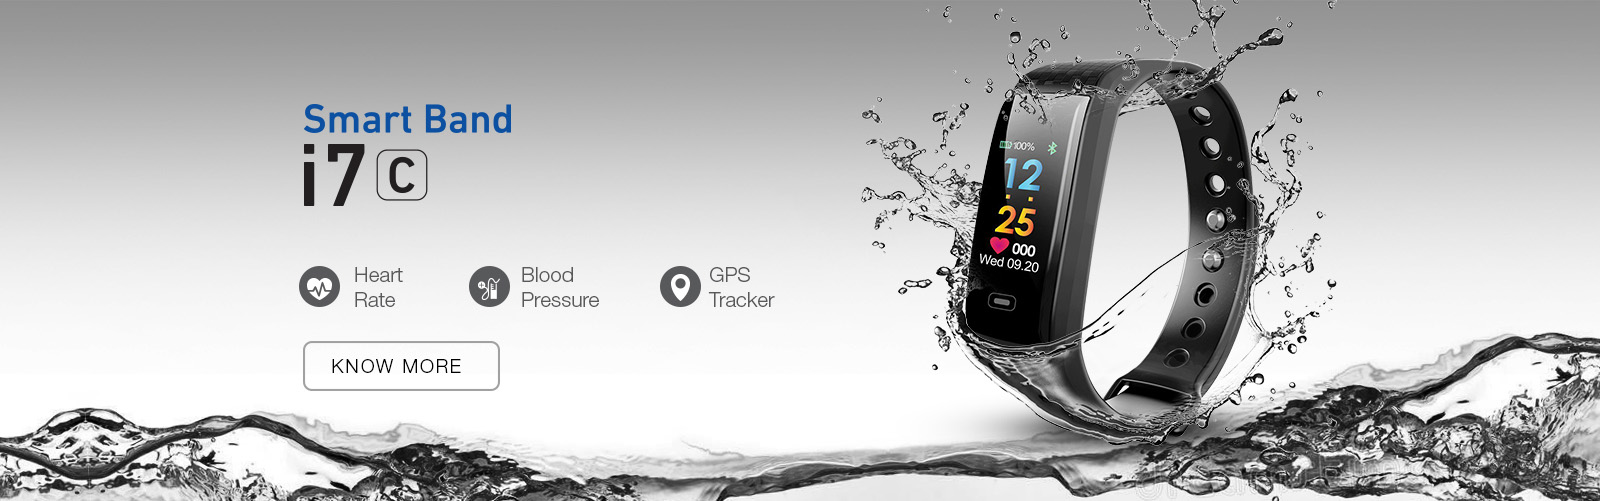 Smart Band
i7 C
Heart
Rate
Blood
Pressure
GPS
Tracker
KNOW MORE
100%
12
25
000
Wed 09.20